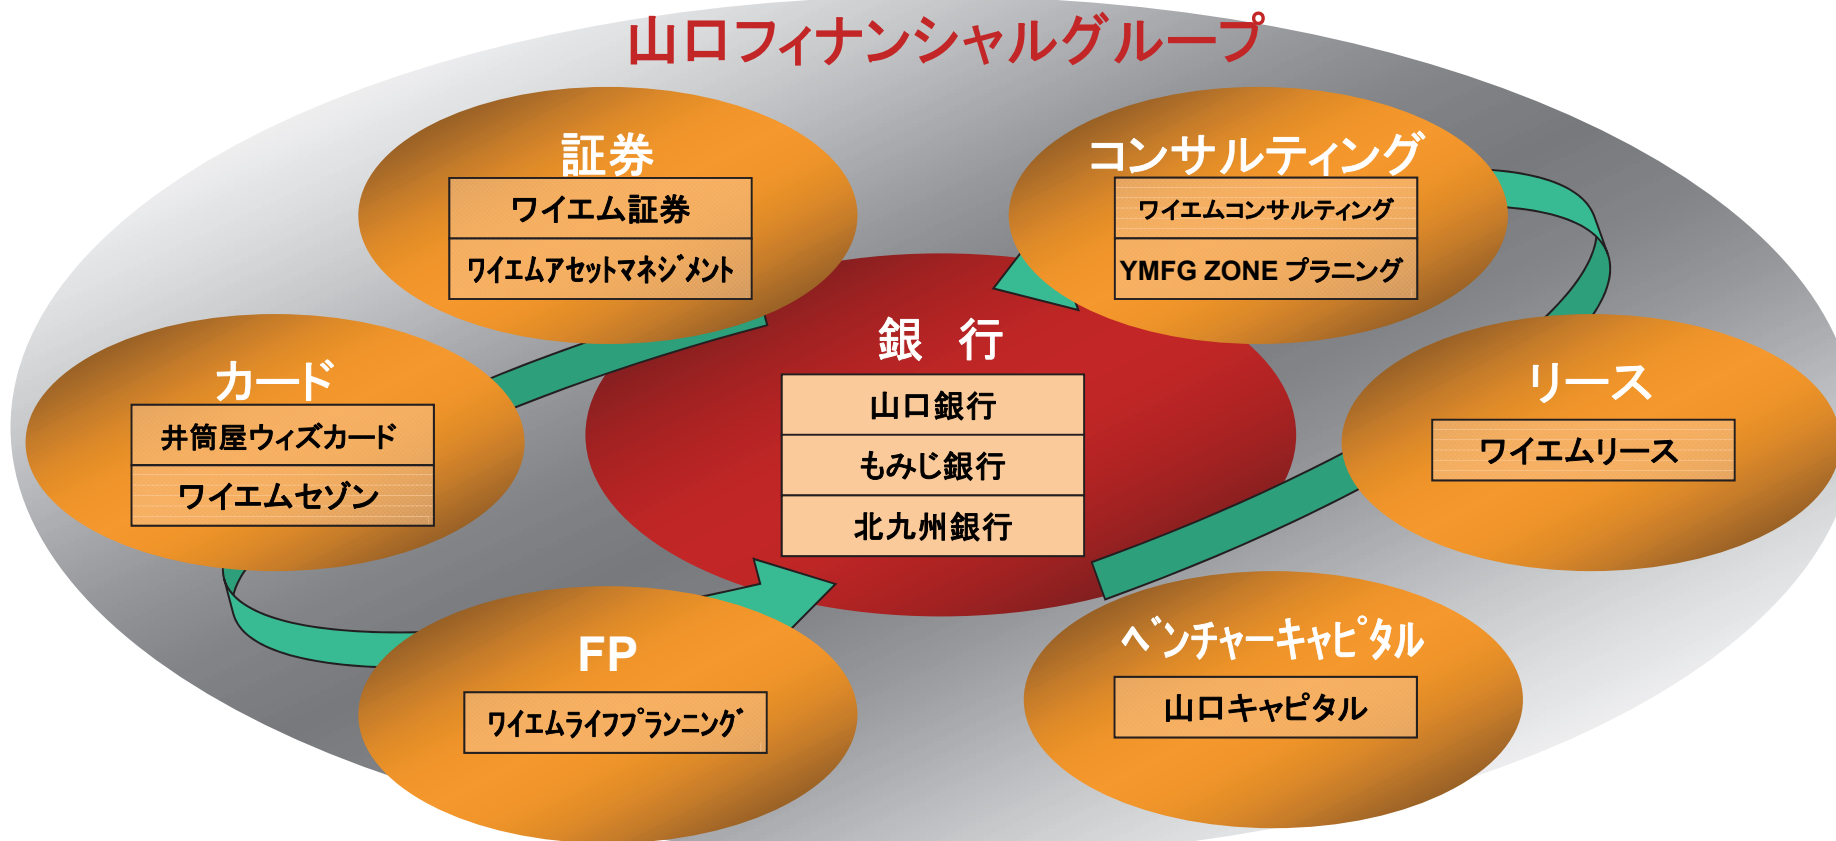 山口フィナンシャルグループ
証券
ワイエム証券
ワイエムアセットマネジメント
コンサルティング
ワイエムコンサルティング
YMFG ZONE プラニング
カード
井筒屋ウィズカード
ワイエムセゾン
銀 行
山口銀行
もみじ銀行
北九州銀行
リース
ワイエムリース
FP
ワイエムライフプランニング
ベンチャーキャピタル
山口キャピタル